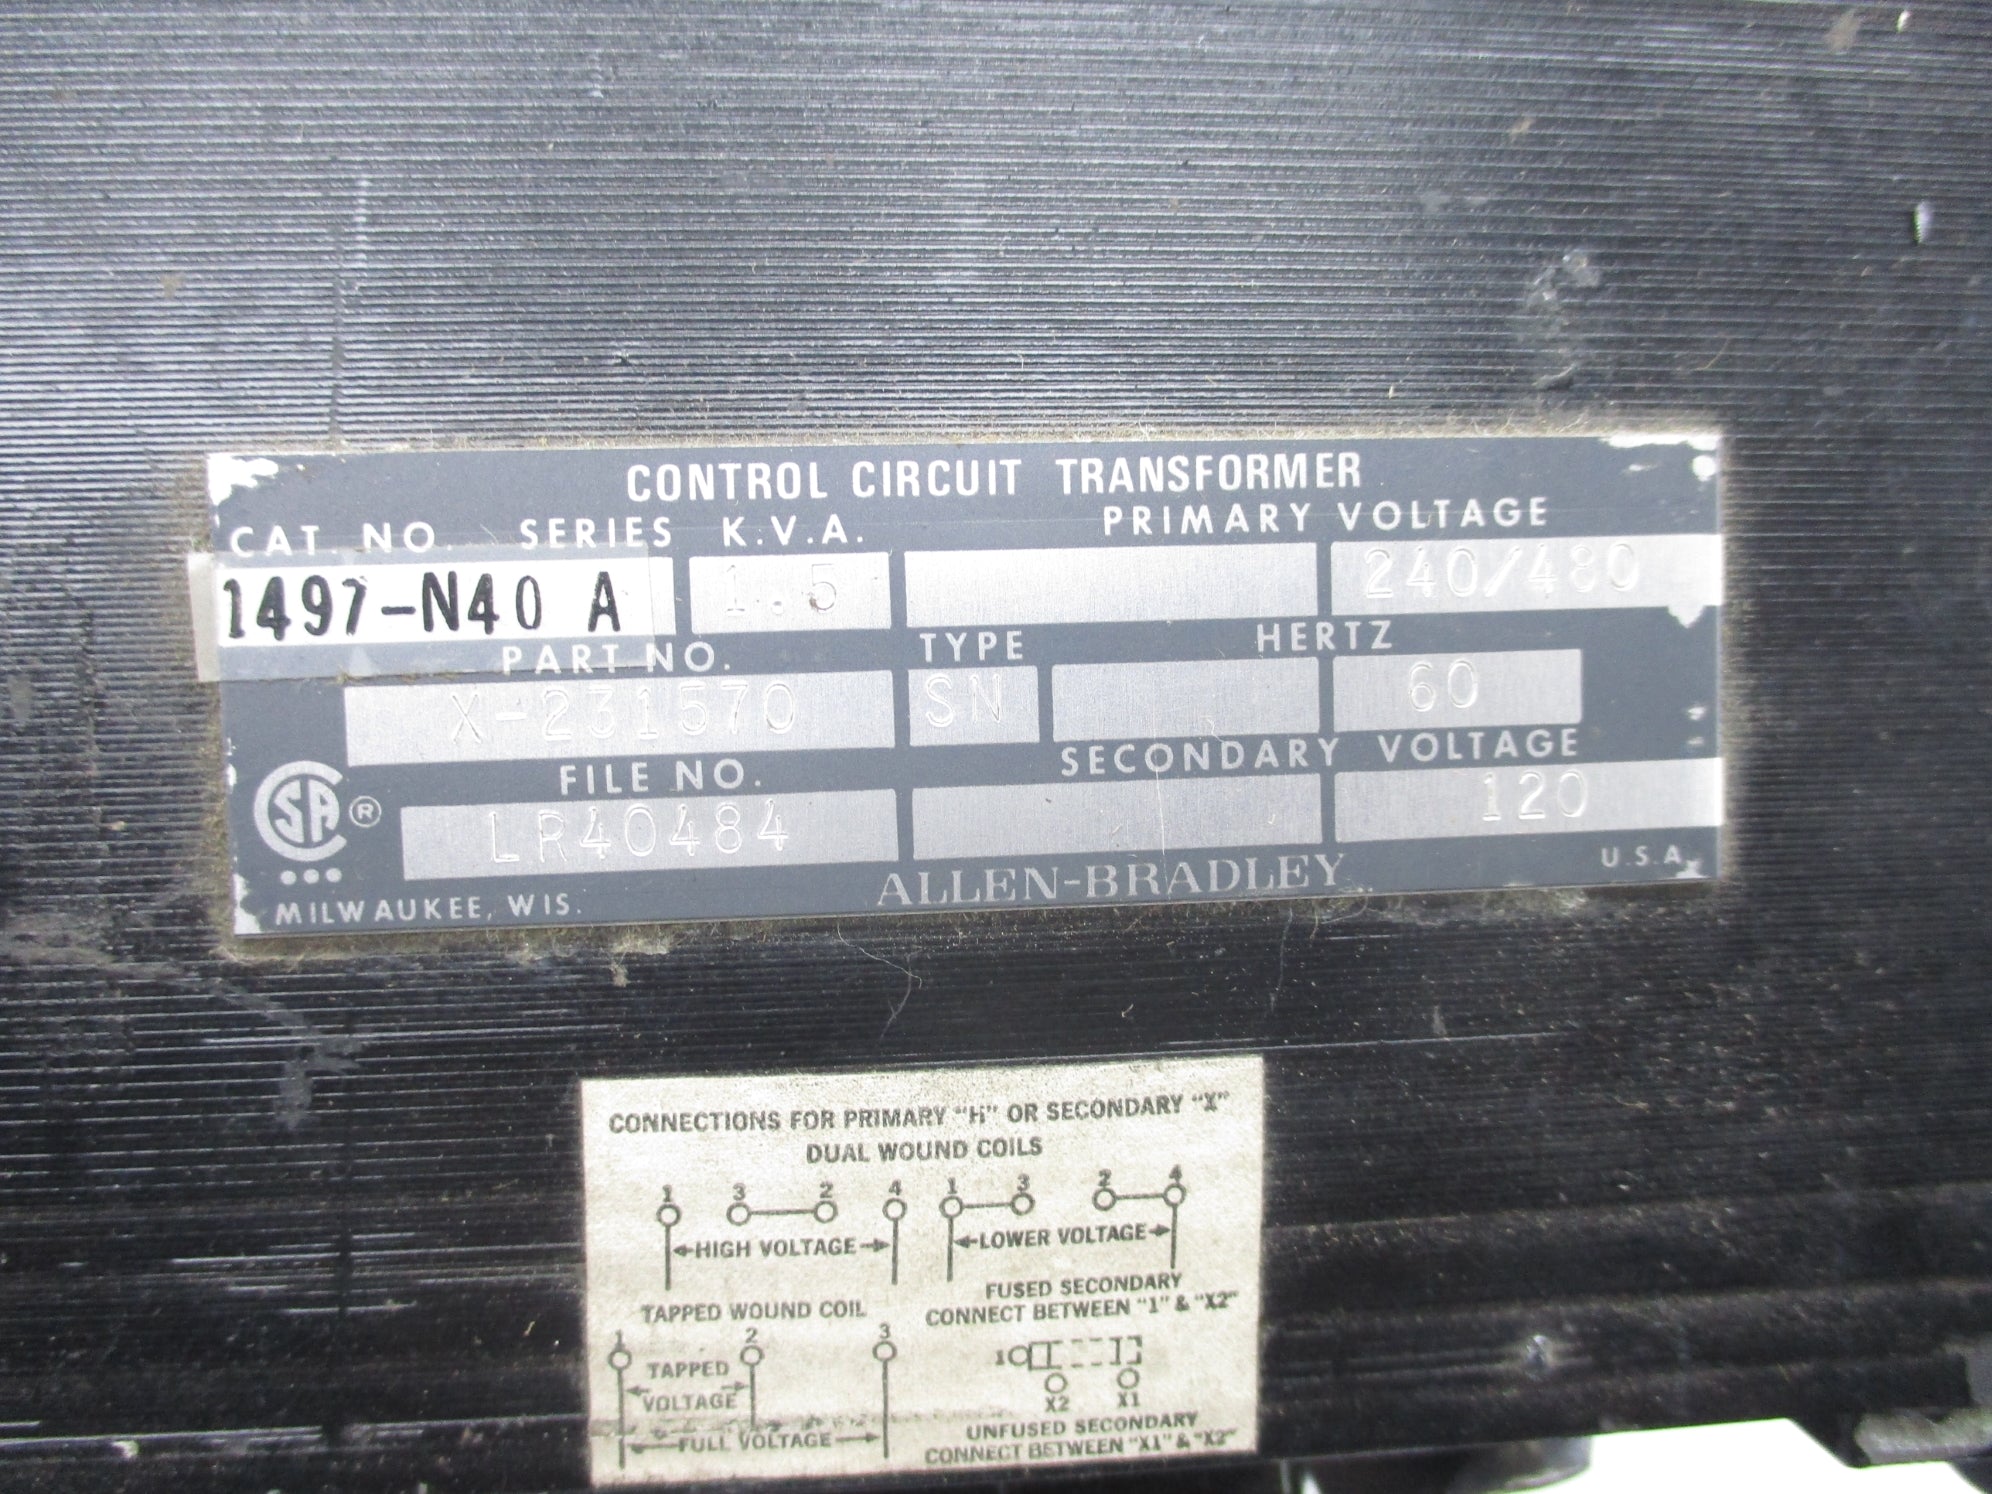 CONTROL CIRCUIT TRANSFORMER
CAT. NO. SERIES K.V.A. PRIMARY VOLTAGE
1497-N40 A 1.5 240/480
PART NO. TYPE HERTZ
X-231570 SN 60
FILE NO. SECONDARY VOLTAGE
LR40484 120
CSA ®
MILWAUKEE, WIS. ALLEN-BRADLEY U.S.A.
CONNECTIONS FOR PRIMARY "H" OR SECONDARY "X"
DUAL WOUND COILS
1 3 2 4 1 3 2 4
HIGH VOLTAGE LOWER VOLTAGE
TAPPED WOUND COIL
1 2 3
TAPPED
VOLTAGE
FULL VOLTAGE
FUSED SECONDARY
CONNECT BETWEEN "1" & "X2"
1
X2 X1
UNFUSED SECONDARY
CONNECT BETWEEN "X1" & "X2"